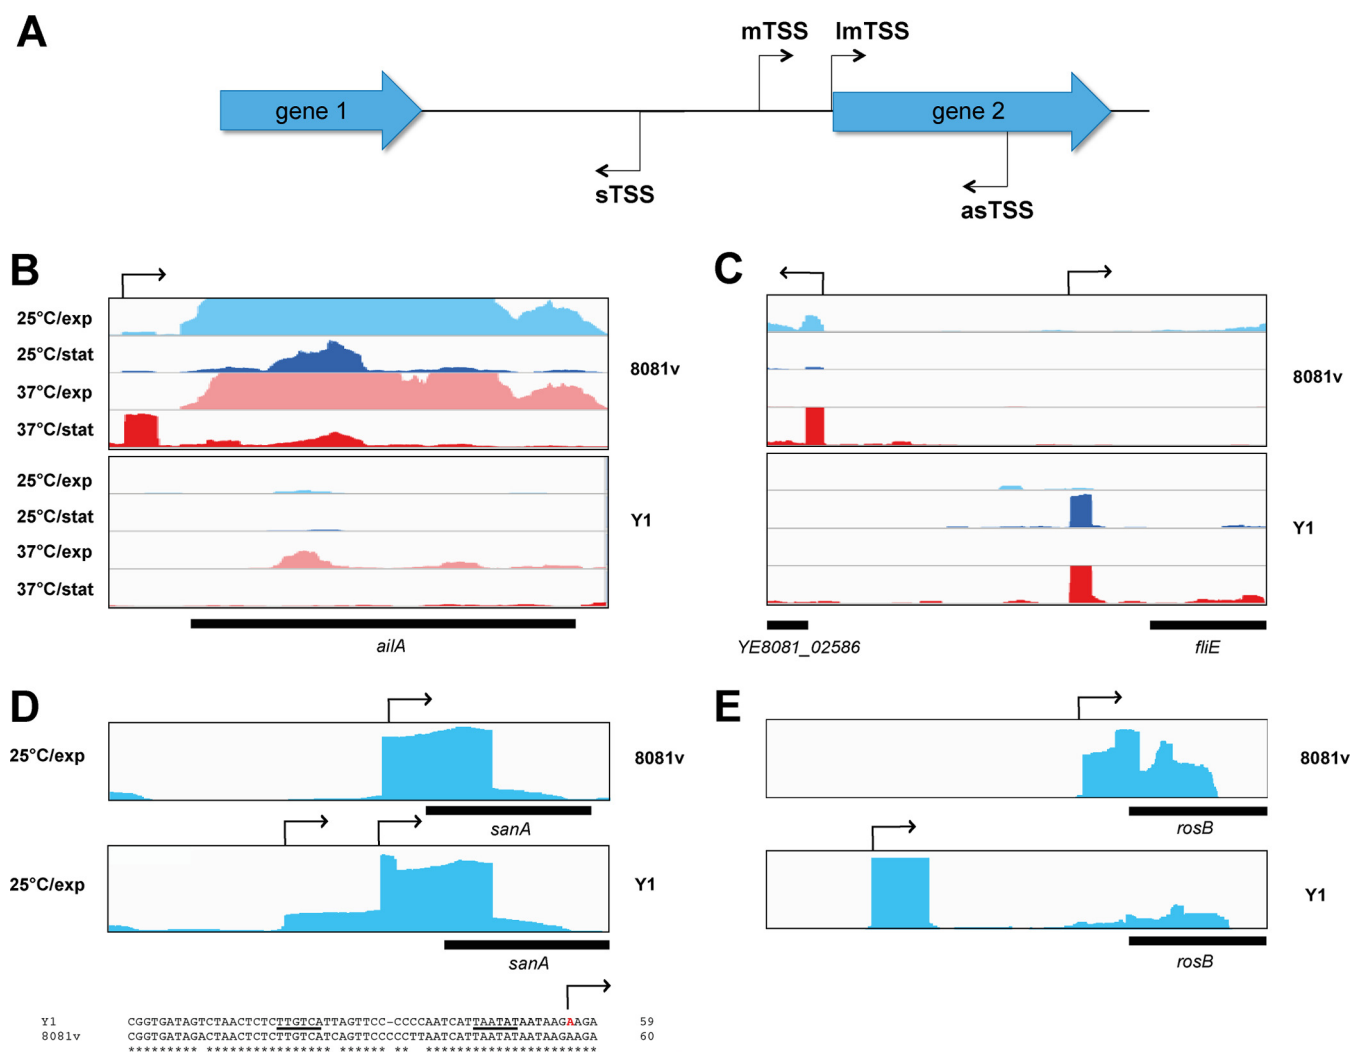 A
mTSS lmTSS
gene 1
gene 2
sTSS
asTSS
B
25°C/exp
25°C/stat
37°C/exp
37°C/stat
8081v
25°C/exp
25°C/stat
37°C/exp
37°C/stat
Y1
ailA
C
8081v
Y1
YE8081_02586
fliE
D
25°C/exp
8081v
sanA
25°C/exp
Y1
sanA
Y1 CGGTGATAGTCTAACTCTCTTGTCATTAGTTCC-CCCCAATCATTAATATAATAAGAAGA 59
8081v CGGTGATAGACTAACTCTCTTGTCATCAGTTCCCCCTTAATCATTAATATAATAAGAAGA 60
********* **************** ****** ** ** *********************
E
8081v
rosB
Y1
rosB